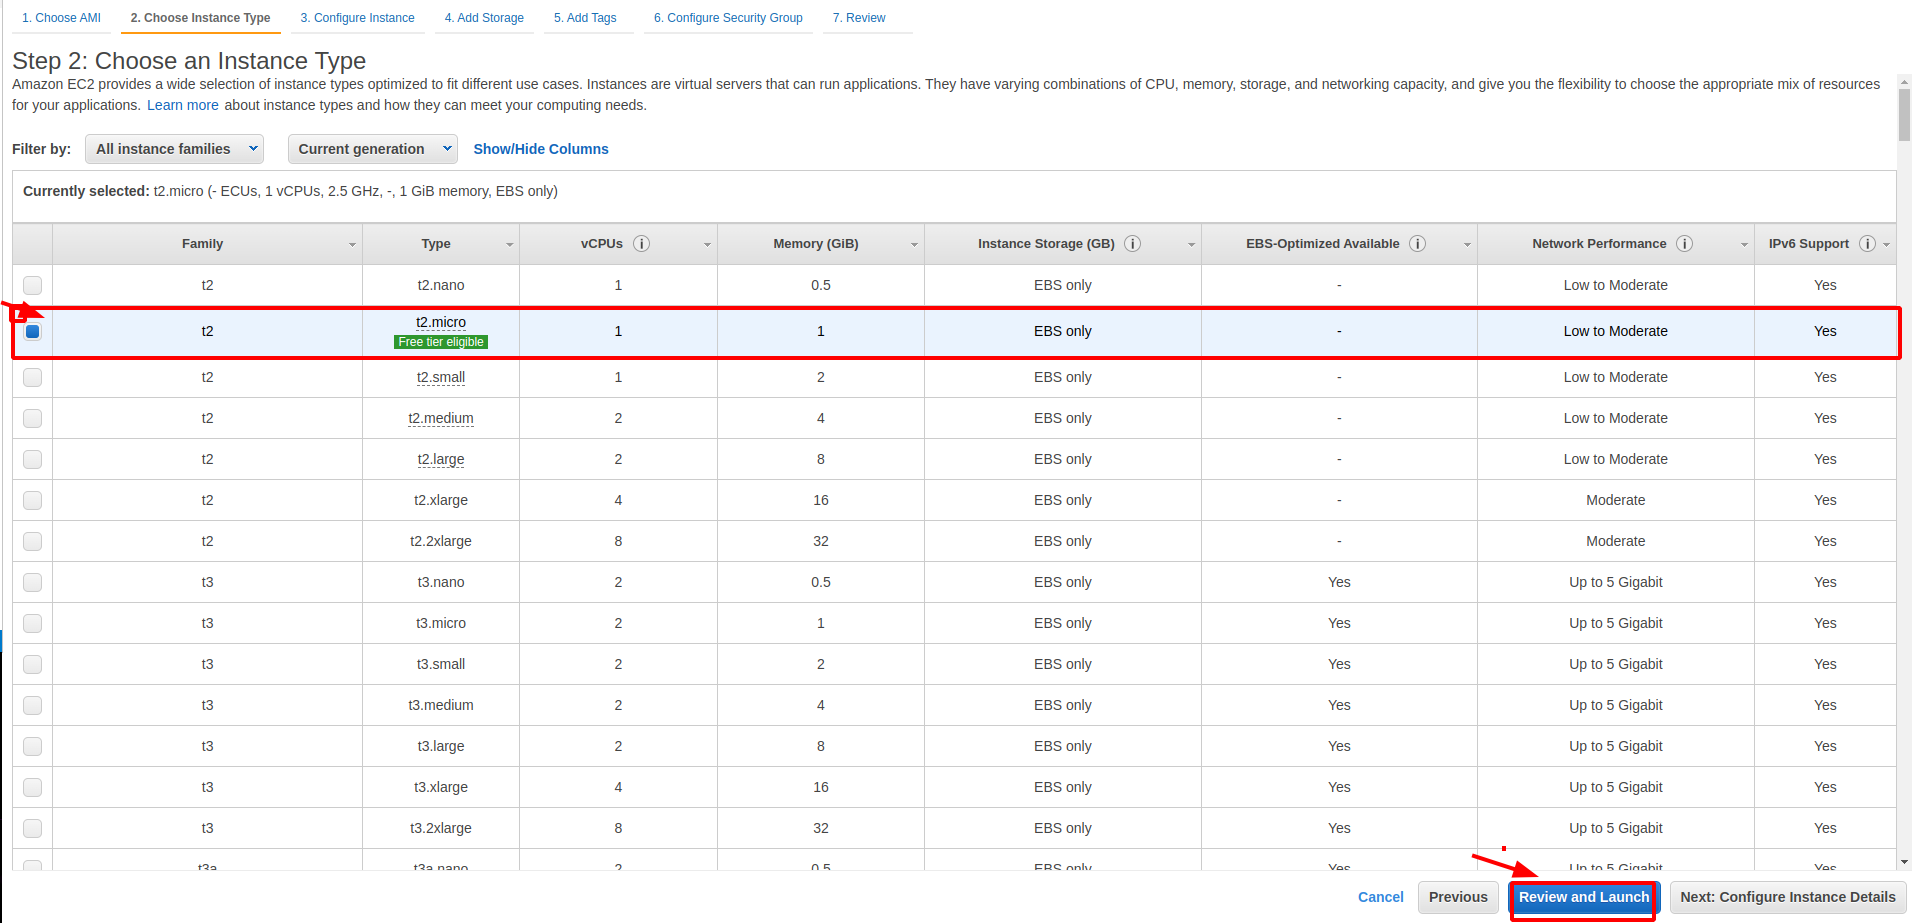 1. Choose AMI 2. Choose Instance Type 3. Configure Instance 4. Add Storage 5. Add Tags 6. Configure Security Group 7. Review
Step 2: Choose an Instance Type
Amazon EC2 provides a wide selection of instance types optimized to fit different use cases. Instances are virtual servers that can run applications. They have varying combinations of CPU, memory, storage, and networking capacity, and give you the flexibility to choose the appropriate mix of resources
for your applications. Learn more about instance types and how they can meet your computing needs.
Filter by: All instance families Current generation Show/Hide Columns
Currently selected: t2.micro (- ECUs, 1 vCPUs, 2.5 GHz, -, 1 GiB memory, EBS only)
Family Type vCPUs i Memory (GiB) Instance Storage (GB) i EBS-Optimized Available i Network Performance i IPv6 Support i
t2 t2.nano 1 0.5 EBS only - Low to Moderate Yes
t2 t2.micro 1 1 EBS only - Low to Moderate Yes
Free tier eligible
t2 t2.small 1 2 EBS only - Low to Moderate Yes
t2 t2.medium 2 4 EBS only - Low to Moderate Yes
t2 t2.large 2 8 EBS only - Low to Moderate Yes
t2 t2.xlarge 4 16 EBS only - Moderate Yes
t2 t2.2xlarge 8 32 EBS only - Moderate Yes
t3 t3.nano 2 0.5 EBS only Yes Up to 5 Gigabit Yes
t3 t3.micro 2 1 EBS only Yes Up to 5 Gigabit Yes
t3 t3.small 2 2 EBS only Yes Up to 5 Gigabit Yes
t3 t3.medium 2 4 EBS only Yes Up to 5 Gigabit Yes
t3 t3.large 2 8 EBS only Yes Up to 5 Gigabit Yes
t3 t3.xlarge 4 16 EBS only Yes Up to 5 Gigabit Yes
t3 t3.2xlarge 8 32 EBS only Yes Up to 5 Gigabit Yes
t3a t3a.nano 2 0.5 EBS only Yes Up to 5 Gigabit Yes
Cancel Previous Review and Launch Next: Configure Instance Details